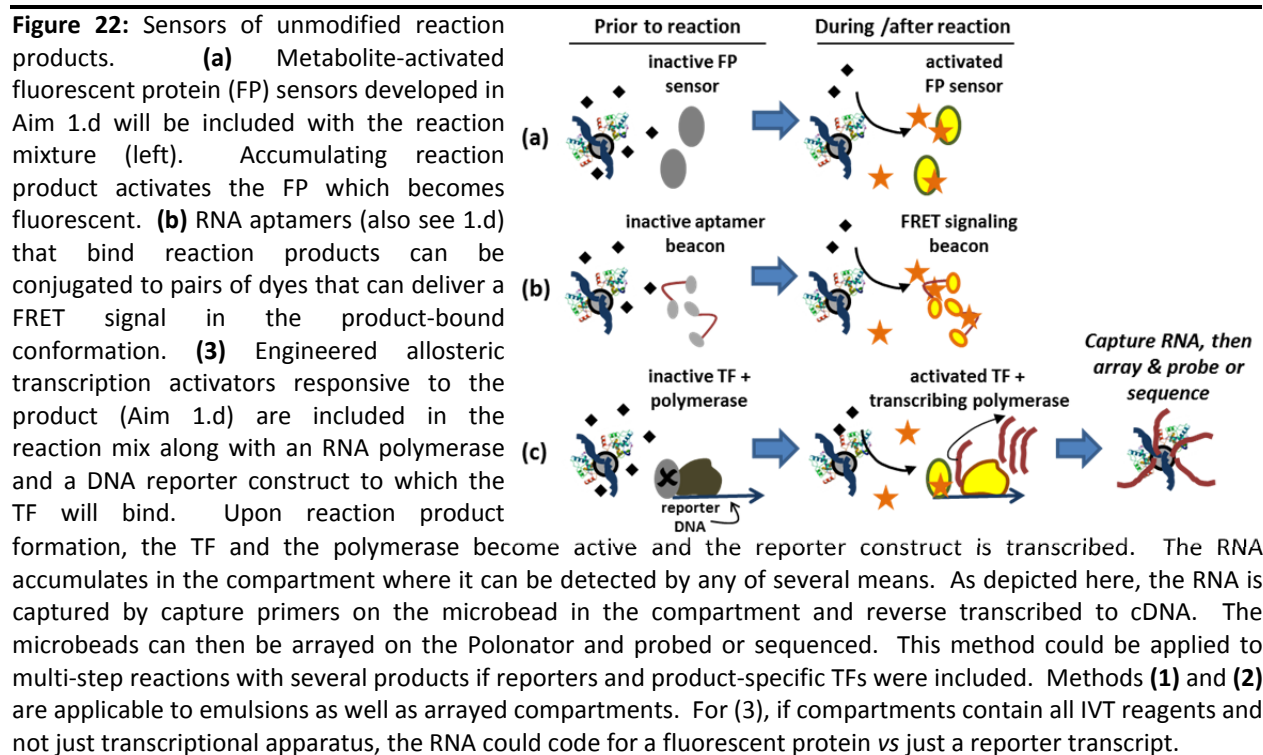 Figure 22: Sensors of unmodified reaction
products. (a) Metabolite-activated
fluorescent protein (FP) sensors developed in
Aim 1.d will be included with the reaction
mixture (left). Accumulating reaction
product activates the FP which becomes
fluorescent. (b) RNA aptamers (also see 1.d)
that bind reaction products can be
conjugated to pairs of dyes that can deliver a
FRET signal in the product-bound
conformation. (3) Engineered allosteric
transcription activators responsive to the
product (Aim 1.d) are included in the
reaction mix along with an RNA polymerase
and a DNA reporter construct to which the
TF will bind. Upon reaction product
formation, the TF and the polymerase become active and the reporter construct is transcribed. The RNA
accumulates in the compartment where it can be detected by any of several means. As depicted here, the RNA is
captured by capture primers on the microbead in the compartment and reverse transcribed to cDNA. The
microbeads can then be arrayed on the Polonator and probed or sequenced. This method could be applied to
multi-step reactions with several products if reporters and product-specific TFs were included. Methods (1) and (2)
are applicable to emulsions as well as arrayed compartments. For (3), if compartments contain all IVT reagents and
not just transcriptional apparatus, the RNA could code for a fluorescent protein vs just a reporter transcript.
Prior to reaction
During /after reaction
inactive FP
sensor
activated
FP sensor
(a)
inactive aptamer
beacon
FRET signaling
beacon
(b)
inactive TF +
polymerase
activated TF +
transcribing polymerase
Capture RNA, then
array & probe or
sequence
(c)
reporter
DNA